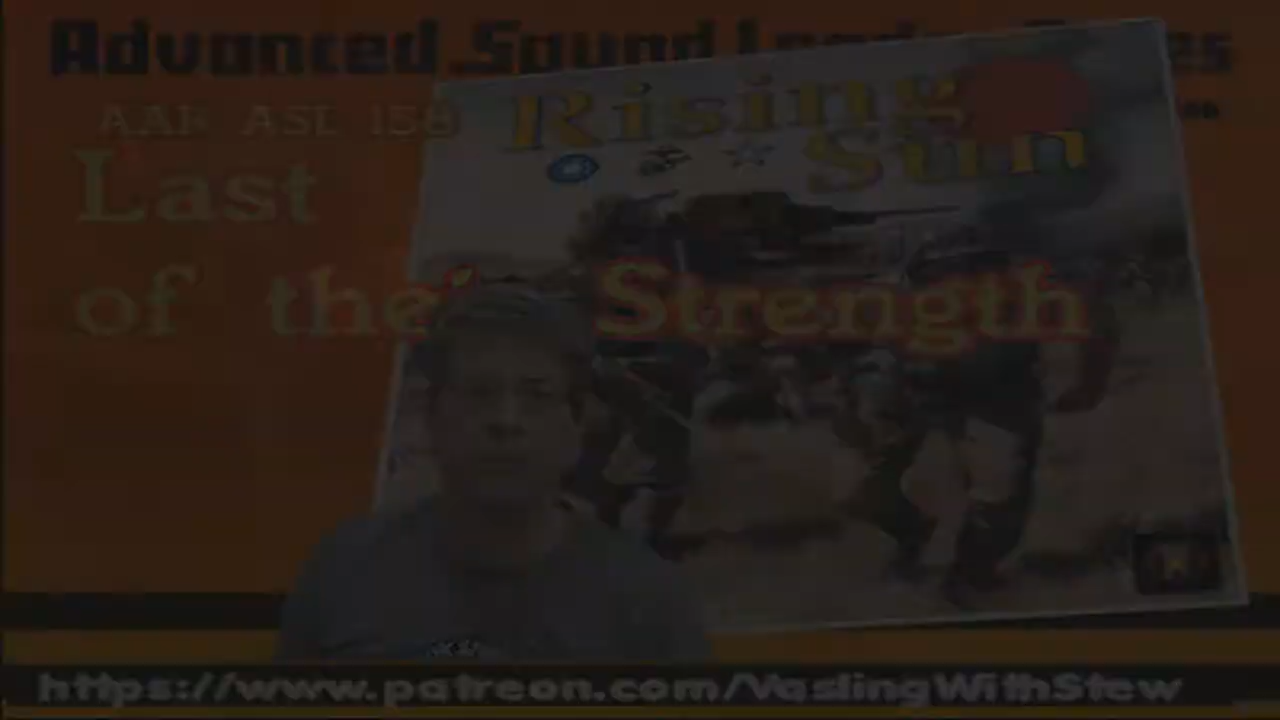 Advanced Squad Leader
AAR ASL 158
Rising
Sun
Last
of the Strength
https://www.patreon.com/VaslingWithStew